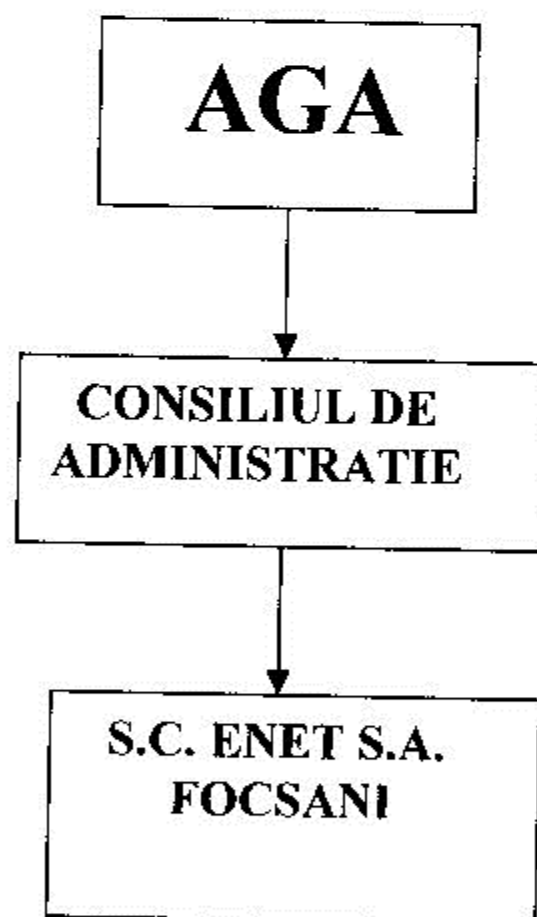 AGA
CONSILIUL DE
ADMINISTRATIE
S.C. ENET S.A.
FOCSANI